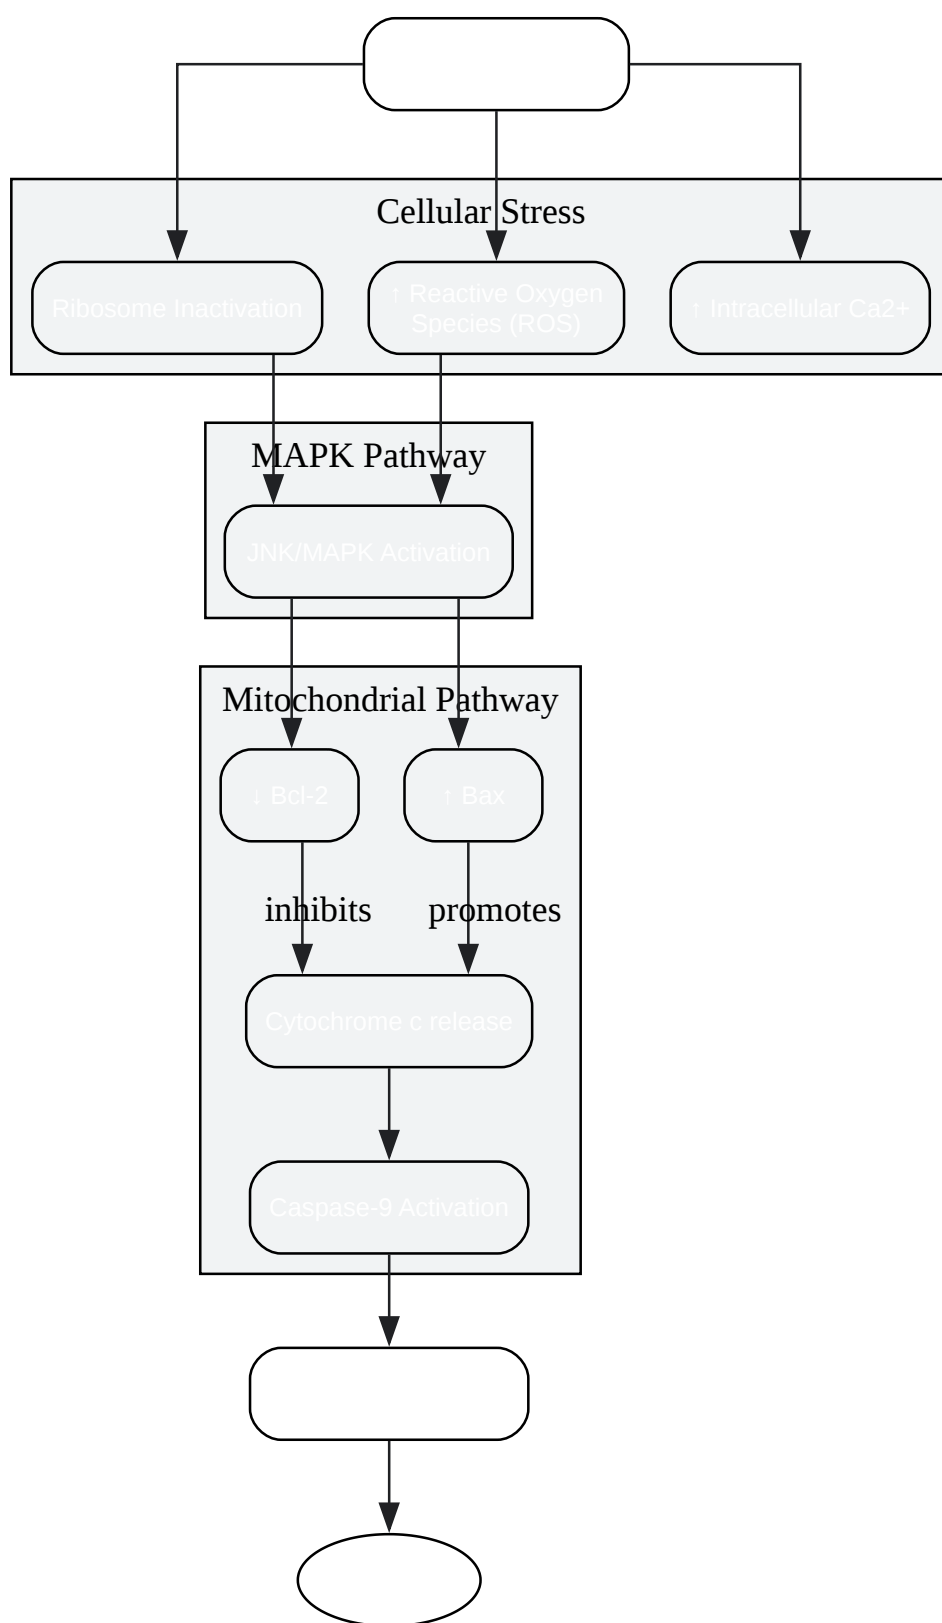 Cellular Stress
Ribosome Inactivation
↑ Reactive Oxygen
Species (ROS)
↑ Intracellular Ca2+
MAPK Pathway
JNK/MAPK Activation
Mitochondrial Pathway
↓ Bcl-2
↑ Bax
inhibits
promotes
Cytochrome c release
Caspase-9 Activation